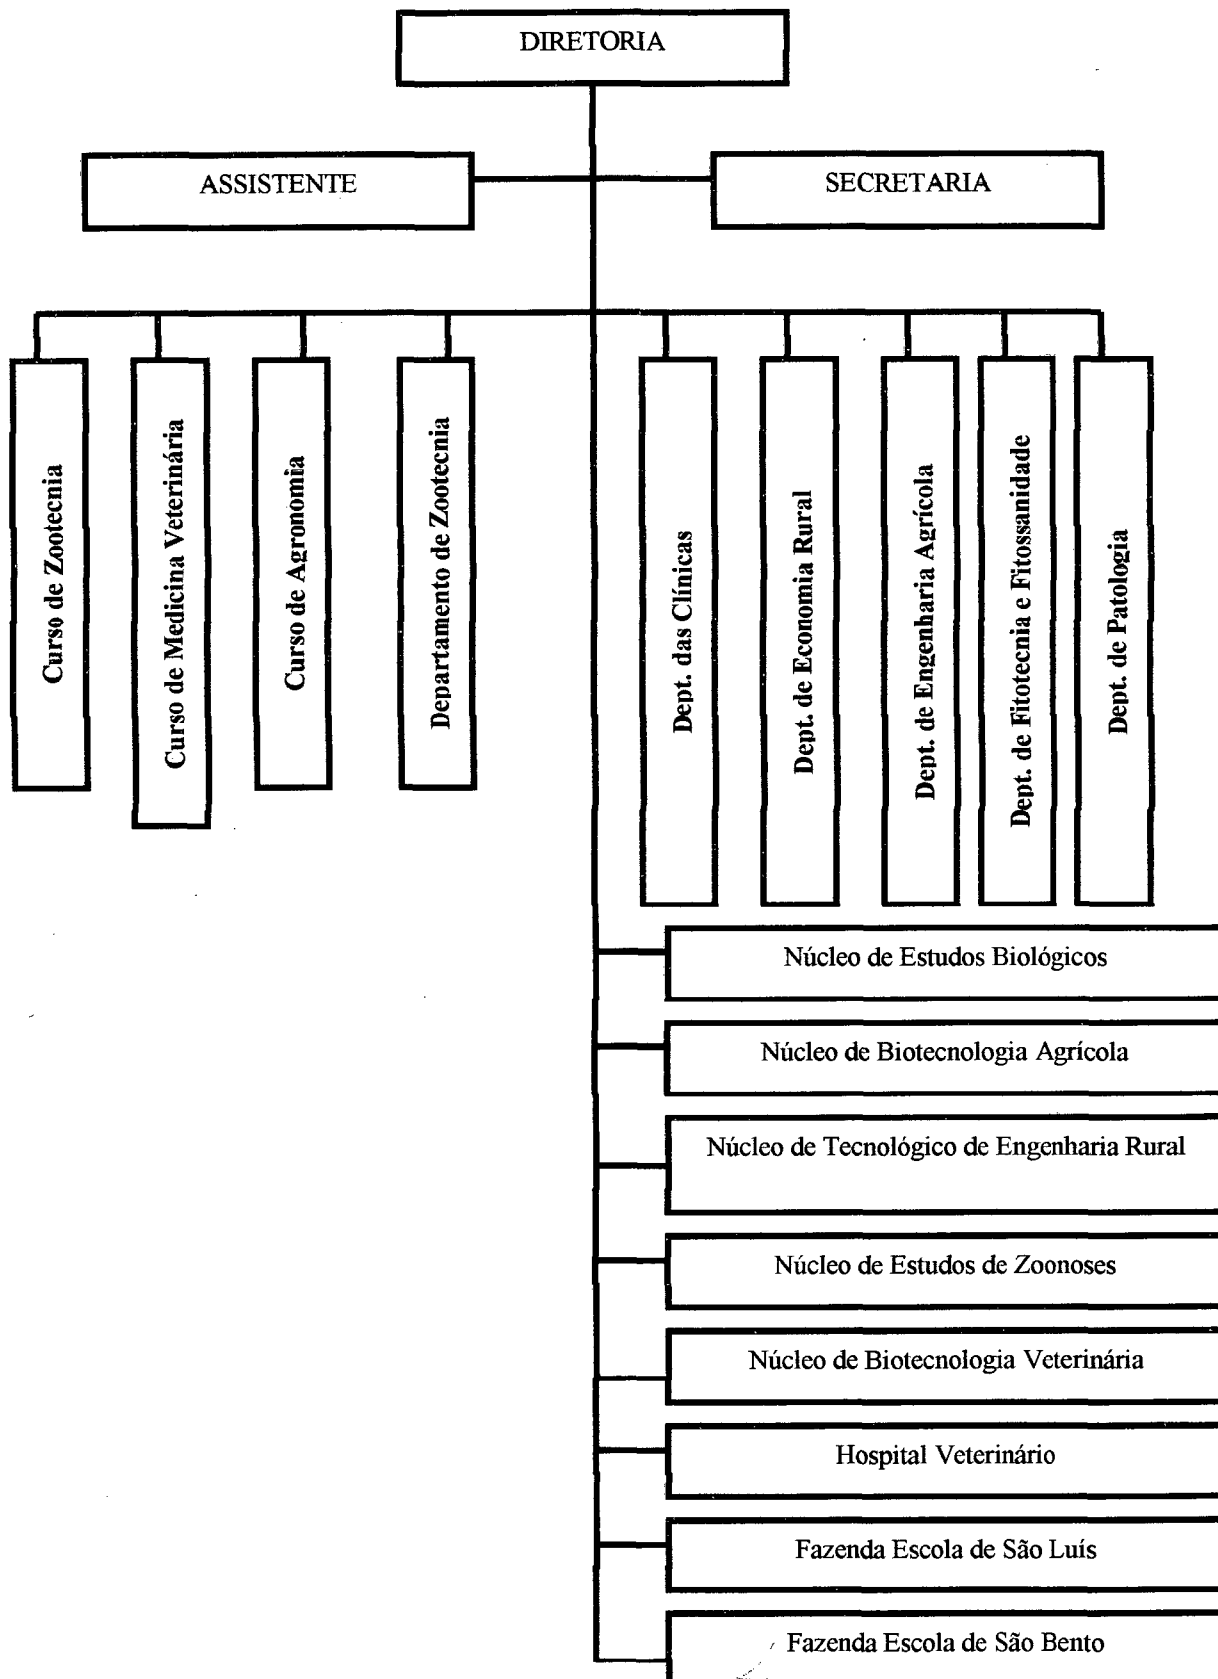 DIRETORIA
ASSISTENTE
SECRETARIA
Curso de Zootecnia
Curso de Medicina Veterinária
Curso de Agronomia
Departamento de Zootecnia
Dept. das Clínicas
Dept. de Economia Rural
Dept. de Engenharia Agrícola
Dept. de Fitotecnia e Fitossanidade
Dept. de Patologia
Núcleo de Estudos Biológicos
Núcleo de Biotecnologia Agrícola
Núcleo de Tecnológico de Engenharia Rural
Núcleo de Estudos de Zoonoses
Núcleo de Biotecnologia Veterinária
Hospital Veterinário
Fazenda Escola de São Luís
Fazenda Escola de São Bento